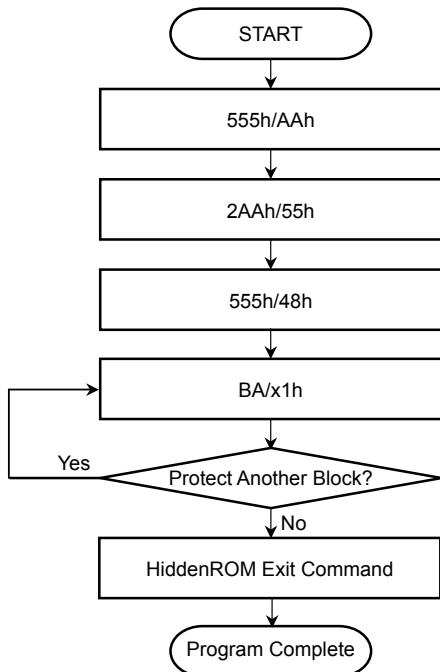 START
555h/AAh
2AAh/55h
555h/48h
BA/x1h
Yes
Protect Another Block?
No
HiddenROM Exit Command
Program Complete